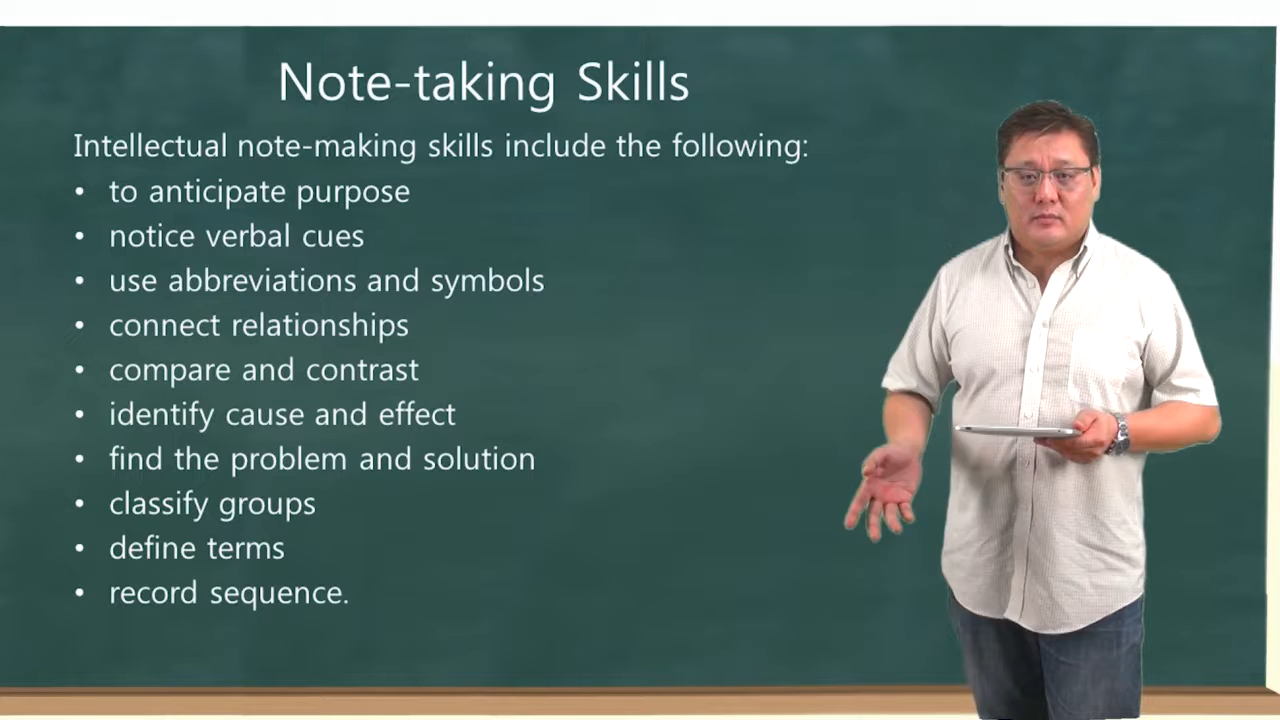 Note-taking Skills
Intellectual note-making skills include the following:
• to anticipate purpose
• notice verbal cues
• use abbreviations and symbols
• connect relationships
• compare and contrast
• identify cause and effect
• find the problem and solution
• classify groups
• define terms
• record sequence.